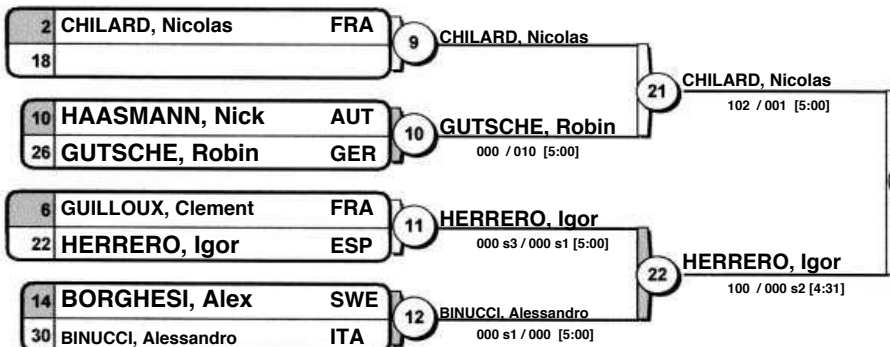 2 CHILARD, Nicolas FRA
18
9
CHILARD, Nicolas
10 HAASMANN, Nick AUT
26 GUTSCHE, Robin GER
10
GUTSCHE, Robin
000 / 010 [5:00]
21
CHILARD, Nicolas
102 / 001 [5:00]
6 GUILLOUX, Clement FRA
22 HERRERO, Igor ESP
11
HERRERO, Igor
000 s3 / 000 s1 [5:00]
14 BORGHESI, Alex SWE
30 BINUCCI, Alessandro ITA
12
BINUCCI, Alessandro
000 s1 / 000 [5:00]
22
HERRERO, Igor
100 / 000 s2 [4:31]